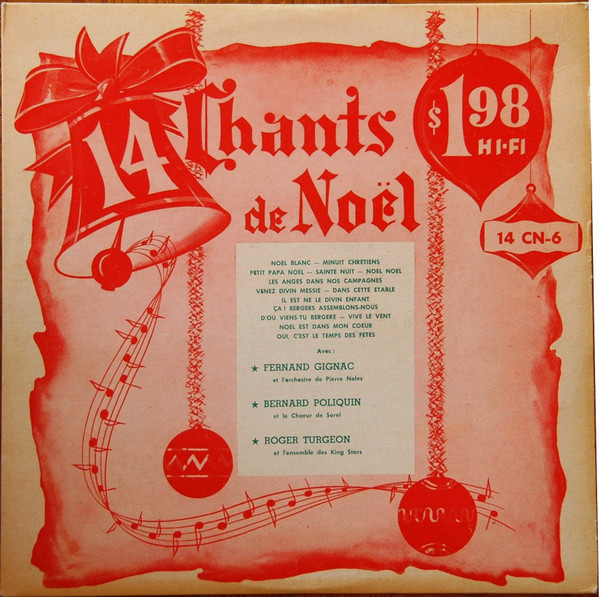 14 Chants
de Noël
$1.98
HI-FI
14 CN-6
NOEL BLANC — MINUIT CHRETIENS
PETIT PAPA NOEL — SAINTE NUIT — NOEL NOEL
LES ANGES DANS NOS CAMPAGNES
VENEZ DIVIN MESSIE — DANS CETTE ETABLE
IL EST NE LE DIVIN ENFANT
ÇA! BERGERS ASSEMBLONS-NOUS
D'OU VIENS-TU BERGERE — VIVE LE VENT
NOEL EST DANS MON COEUR
OUI, C'EST LE TEMPS DES FETES
Avec:
★ FERNAND GIGNAC
et l'orchestre de Pierre Noles
★ BERNARD POLIQUIN
et le Choeur de Sorel
★ ROGER TURGEON
et l'ensemble des King Stars